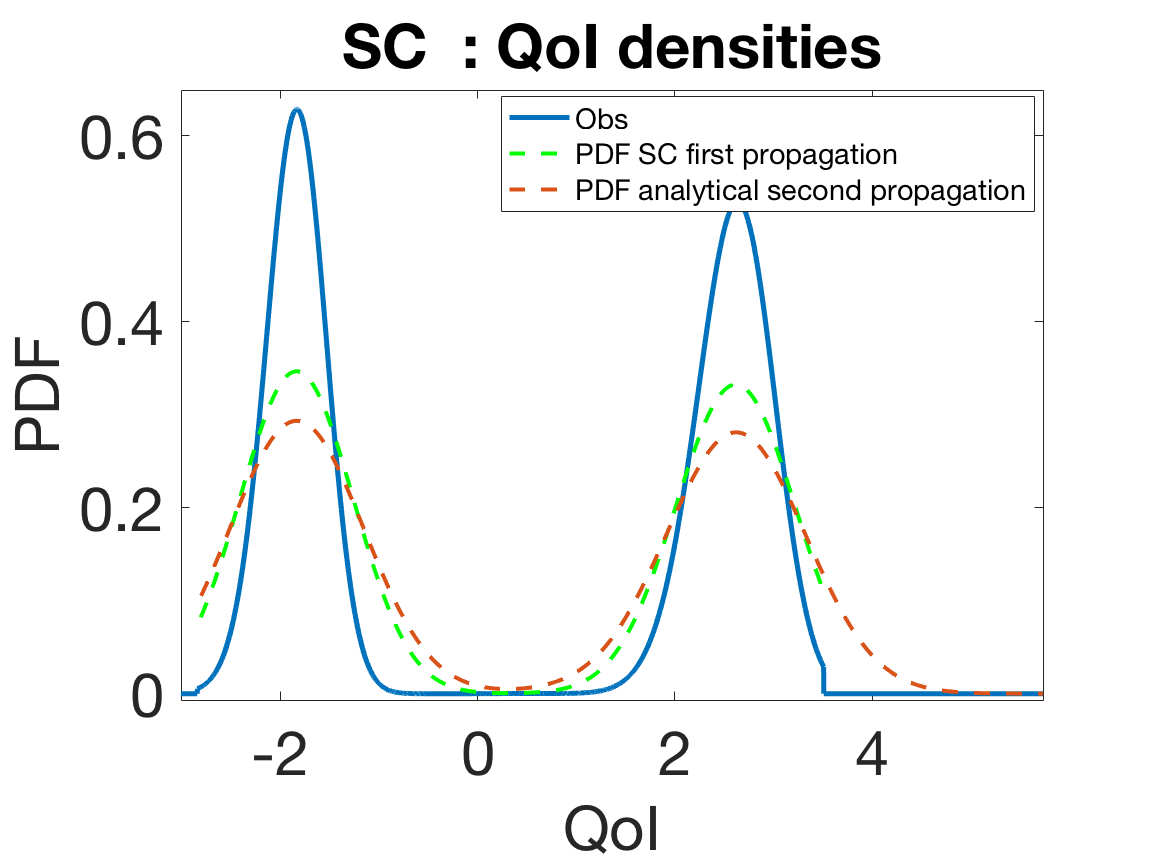 SC : QoI densities
Obs
PDF SC first propagation
PDF analytical second propagation
PDF
0.6
0.4
0.2
0
-2 0 2 4
QoI